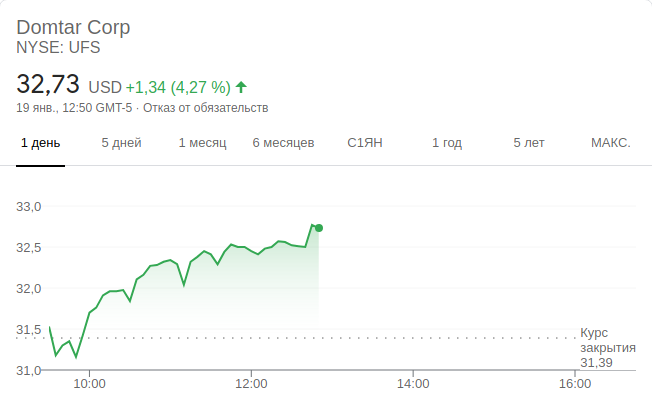 Domtar Corp
NYSE: UFS
32,73 USD +1,34 (4,27 %)
19 янв., 12:50 GMT-5 · Отказ от обязательств
1 день 5 дней 1 месяц 6 месяцев С1ЯН 1 год 5 лет МАКС.
33,0
32,5
32,0
31,5
31,0
Курс
закрытия
31,39
10:00 12:00 14:00 16:00